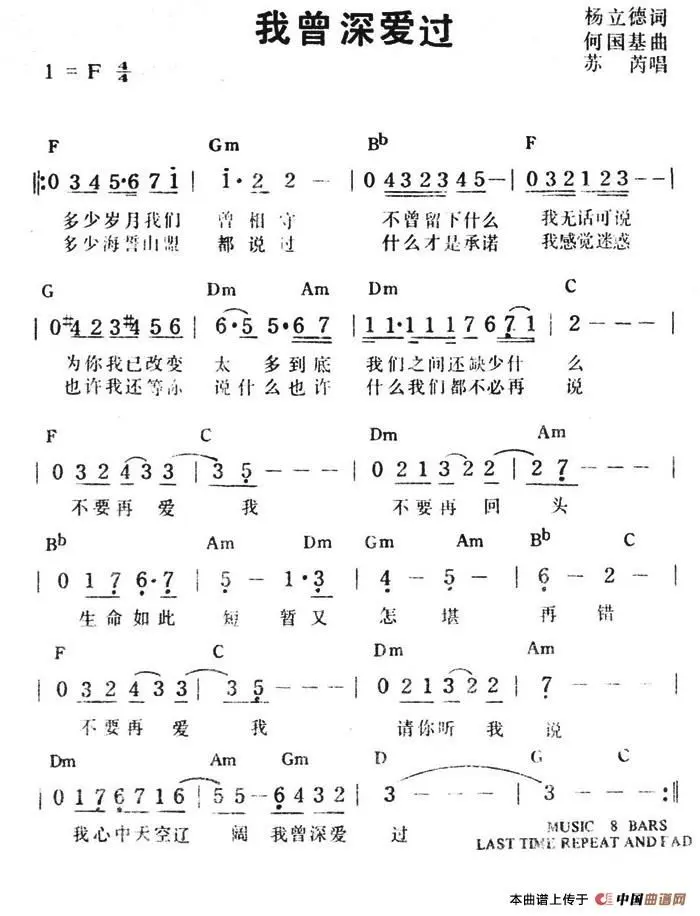 我曾深爱过
杨立德词
何国基曲
苏芮唱
1 = F 4/4
F Gm Bb F
‖: 0 3 4 5·6 7 1 | 1· 2 2 - - | 0 4 3 2 3 4 5 - - | 0 3 2 1 2 3 - - |
多少岁月我们 曾相守 不曾留下什么 我无话可说
多少海誓山盟 都说过 什么才是承诺 我感觉迷惑
G Dm Am Dm C
| 0 #4 2 3 #4 5 6 | 6·5 5·6 7 | 1 1·1 1 1 7 6 7 1 | 2 - - - |
为你我已改变 太多到底 我们之间还缺少什么
也许我还等你 说什么也许 什么我们都不必再说
F C Dm Am
| 0 3 2 4 3 3 | 3 5 - - - | 0 2 1 3 2 2 | 2 7 - - - |
不要再爱我 不要再回头
Bb Am Dm Gm Am Bb C
| 0 1 7 6·7 | 5 - 1·3 | 4 - 5 - | 6 - 2 - |
生命如此 短暂又 怎堪 再错
F C Dm Am
| 0 3 2 4 3 3 | 3 5 - - - | 0 2 1 3 2 2 | 7 - - - |
不要再爱我 请你听我说
Dm Am Gm D G C
| 0 1 7 6 7 1 6 | 5 5 - 6 4 3 2 | 3 - - - | 3 - - - :‖
我心中天空辽阔 我曾深爱过
MUSIC 8 BARS
LAST TIME REPEAT AND FAD
本曲谱上传于 中国曲谱网